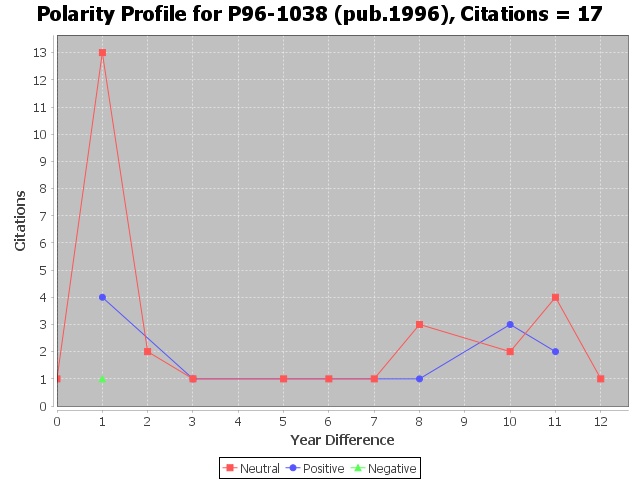 Polarity Profile for P96-1038 (pub.1996), Citations = 17
13
12
11
10
9
8
7
6
5
4
3
2
1
0
Citations
0 1 2 3 4 5 6 7 8 9 10 11 12
Year Difference
Neutral Positive Negative